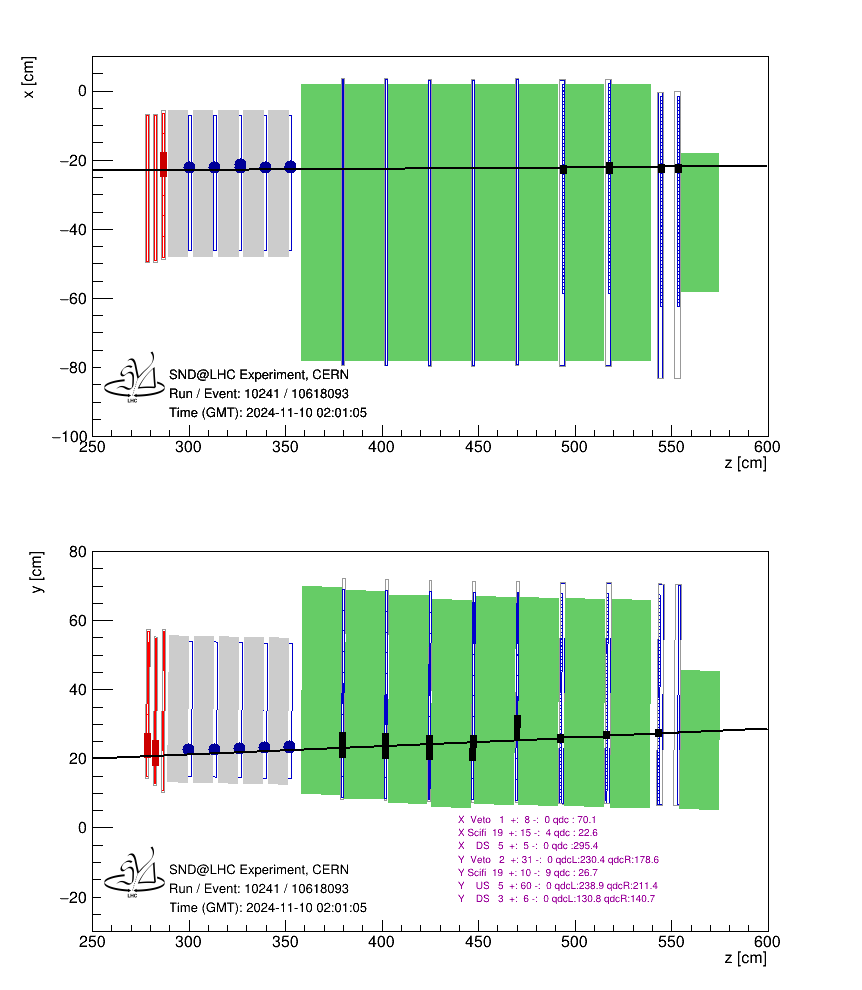 x [cm]
0
−20
−40
−60
−80
−100
SND@LHC Experiment, CERN
Run / Event: 10241 / 10618093
Time (GMT): 2024-11-10 02:01:05
LHC
250 300 350 400 450 500 550 600
z [cm]
y [cm]
80
60
40
20
0
−20
X Veto 1 +: 8 -: 0 qdc : 70.1
X Scifi 19 +: 15 -: 4 qdc : 22.6
X DS 5 +: 5 -: 0 qdc :295.4
Y Veto 2 +: 31 -: 0 qdcL:230.4 qdcR:178.6
Y Scifi 19 +: 10 -: 9 qdc : 26.7
Y US 5 +: 60 -: 0 qdcL:238.9 qdcR:211.4
Y DS 3 +: 6 -: 0 qdcL:130.8 qdcR:140.7
SND@LHC Experiment, CERN
Run / Event: 10241 / 10618093
Time (GMT): 2024-11-10 02:01:05
LHC
250 300 350 400 450 500 550 600
z [cm]